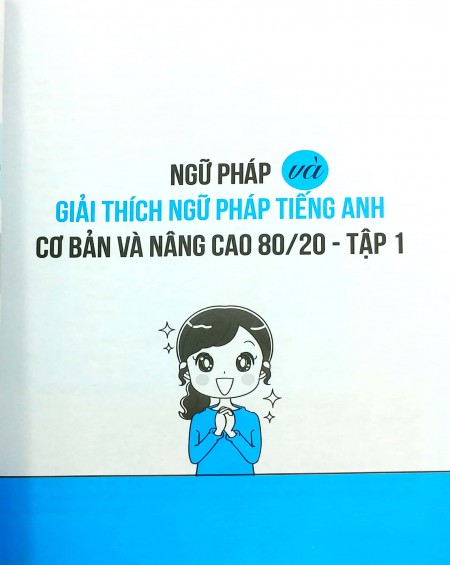 NGỮ PHÁP và
GIẢI THÍCH NGỮ PHÁP TIẾNG ANH
CƠ BẢN VÀ NÂNG CAO 80/20 - TẬP 1